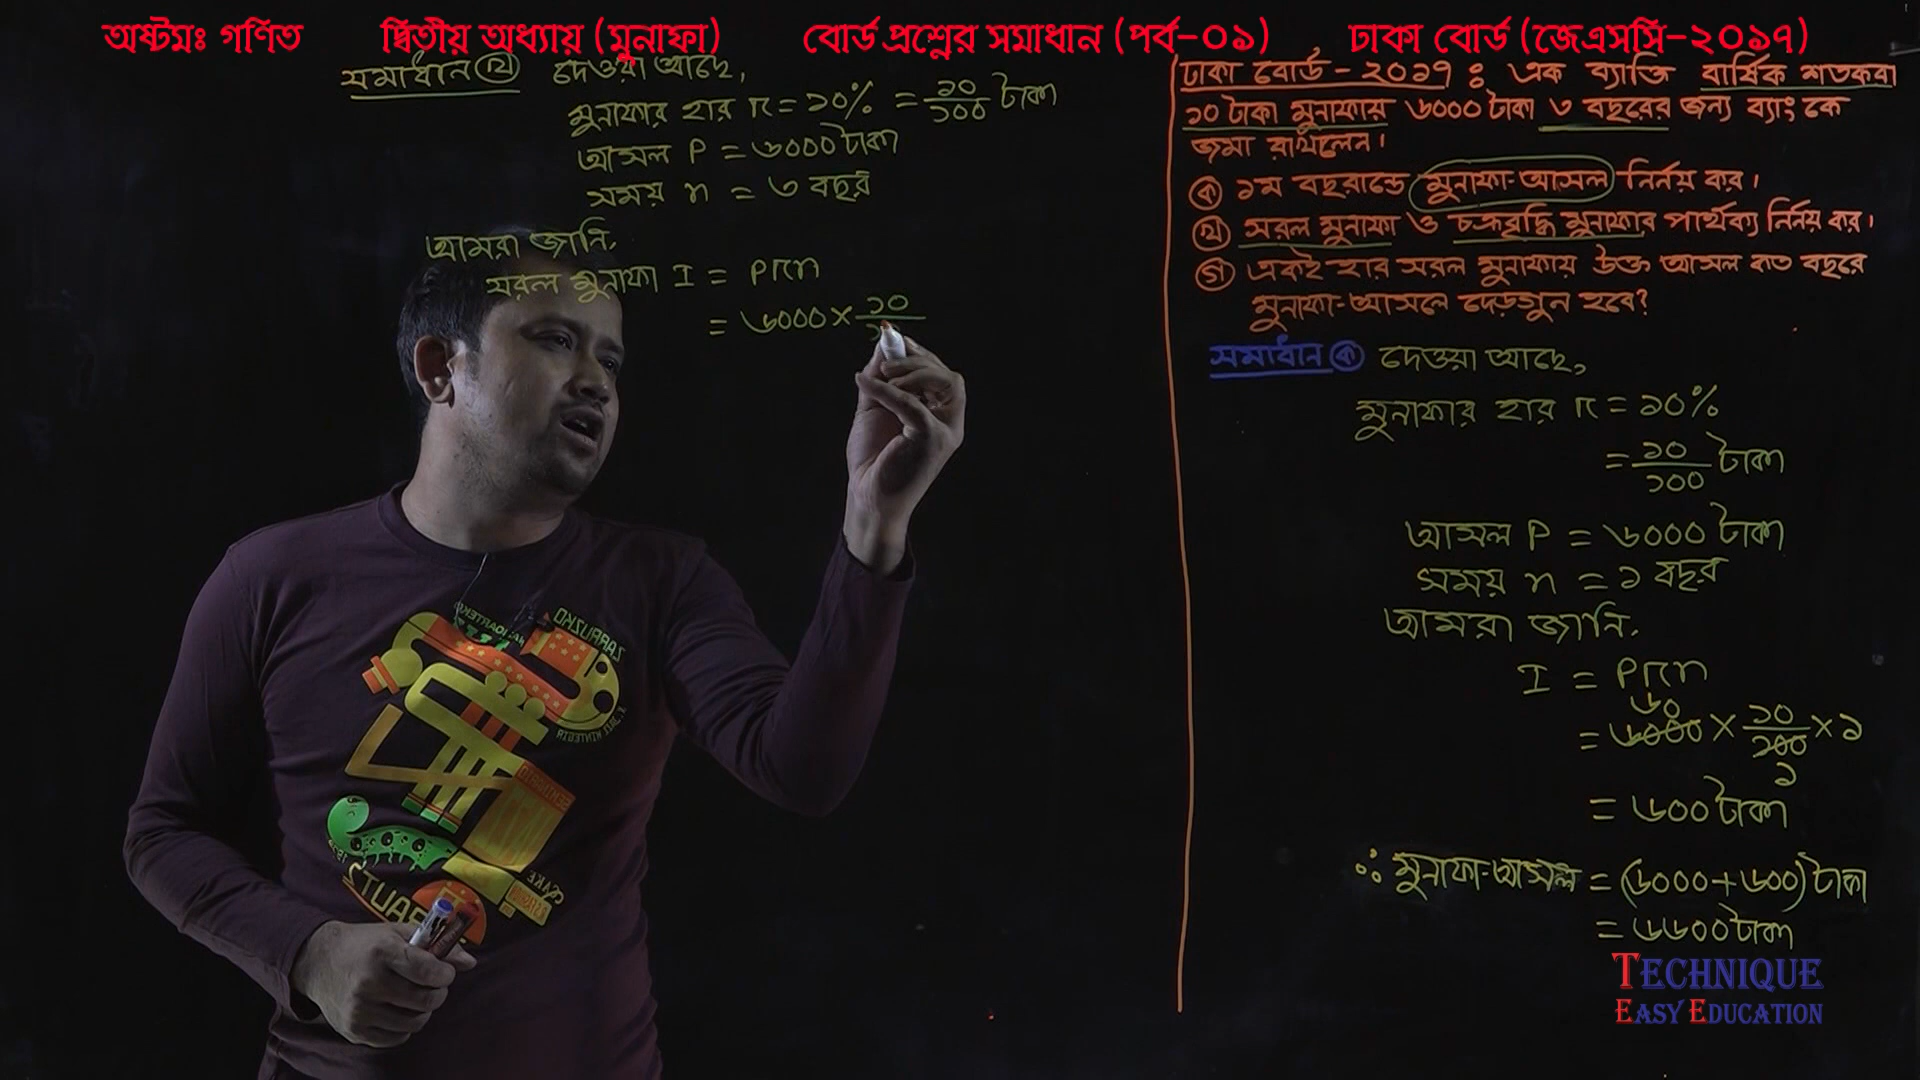 অষ্টমঃ গণিত দ্বিতীয় অধ্যায় (মুনাফা) বোর্ড প্রশ্নের সমাধান (পর্ব-০১) ঢাকা বোর্ড (জেএসসি-২০১৭)
সমাধান (খ) দেওয়া আছে,
মুনাফার হার r = ১০% = ১০/১০০ টাকা
আসল P = ৬০০০ টাকা
সময় n = ৩ বছর
আমরা জানি,
সরল মুনাফা I = Prn
= ৬০০০ × ১০
ঢাকা বোর্ড - ২০১৭ : এক ব্যক্তি বার্ষিক শতকরা
১০ টাকা মুনাফায় ৬০০০ টাকা ৩ বছরের জন্য ব্যাংকে
জমা রাখলেন।
(ক) ১ম বছরান্তে মুনাফা-আসল নির্নয় কর।
(খ) সরল মুনাফা ও চক্রবৃদ্ধি মুনাফার পার্থক্য নির্নয় কর।
(গ) একই হার সরল মুনাফায় উক্ত আসল কত বছরে
মুনাফা-আসলে দেড়গুন হবে?
সমাধান (ক) দেওয়া আছে,
মুনাফার হার r = ১০%
= ১০/১০০ টাকা
আসল P = ৬০০০ টাকা
সময় n = ১ বছর
আমরা জানি,
I = Prn
৬০
= ৬০০০ × ১০/১০০ × ১
১
= ৬০০ টাকা
∴ মুনাফা-আসল = (৬০০০+৬০০) টাকা
= ৬৬০০ টাকা
TECHNIQUE
EASY EDUCATION